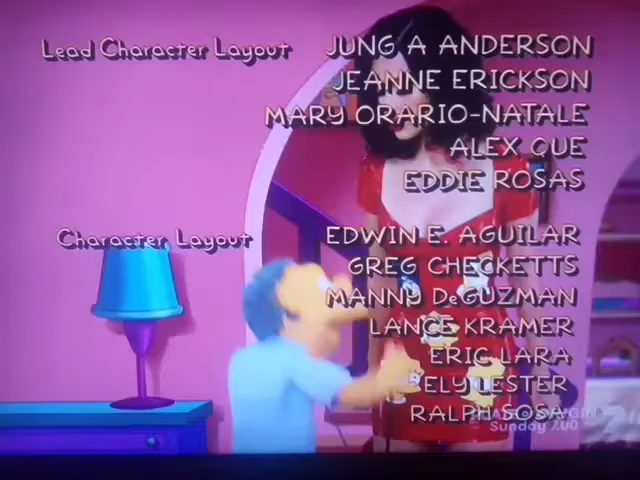 Lead Character Layout JUNG A ANDERSON
JEANNE ERICKSON
MARY ORARIO-NATALE
ALEX QUE
EDDIE ROSAS
Character Layout EDWIN E. AGUILAR
GREG CHECKETTS
MANNY DeGUZMAN
LANCE KRAMER
ERIC LARA
ELY LESTER
RALPH SOSA
Sunday 7.00